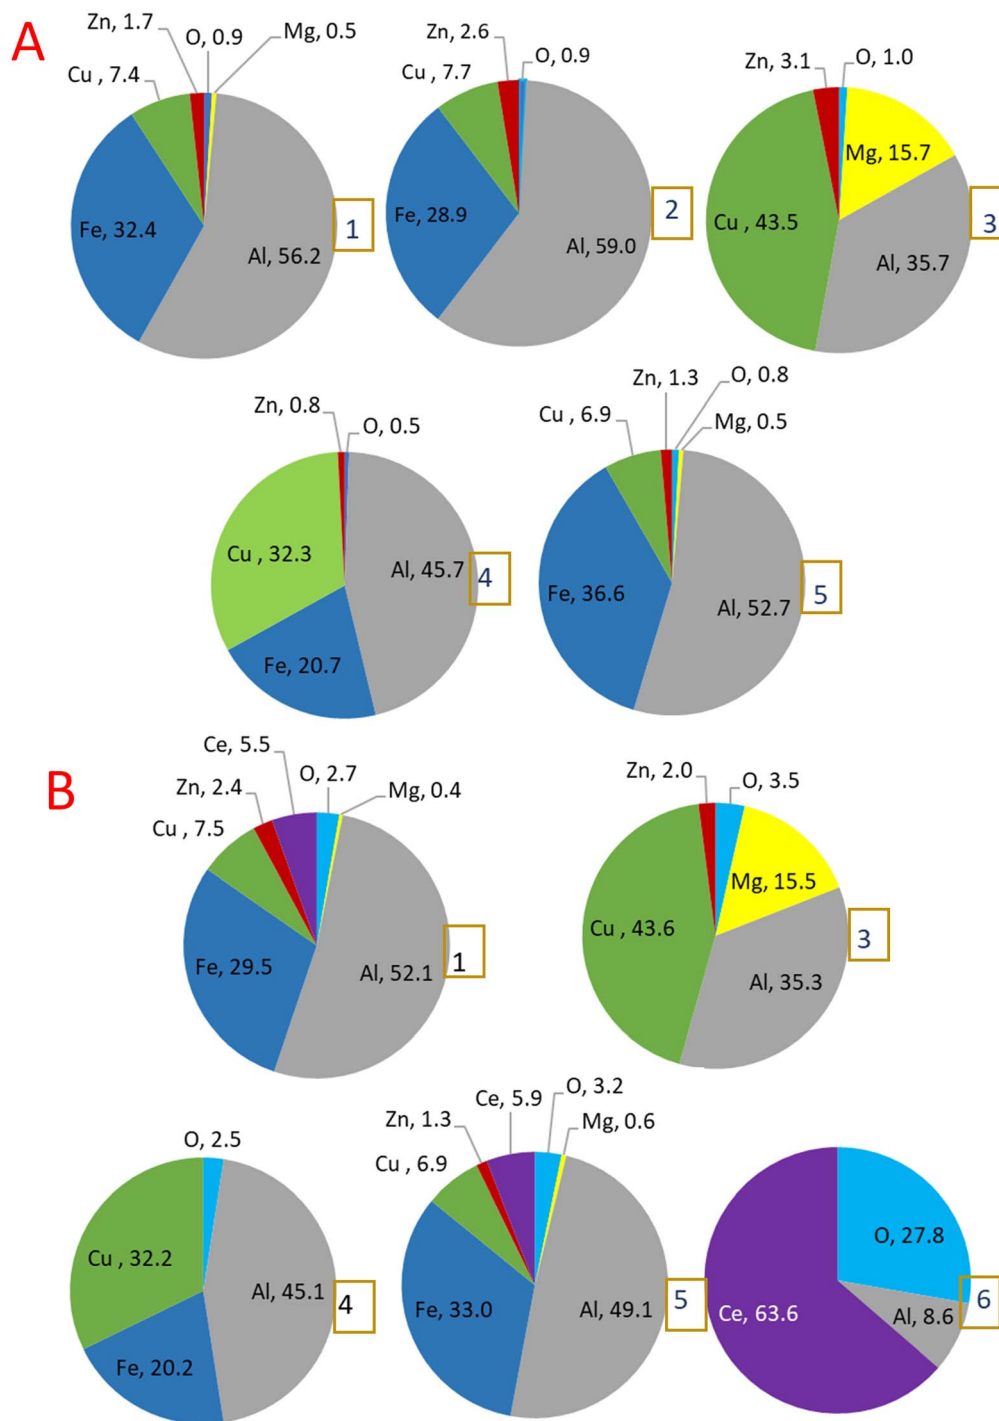 A
Zn, 1.7
O, 0.9
Mg, 0.5
Cu , 7.4
Fe, 32.4
Al, 56.2
1
Zn, 2.6
O, 0.9
Cu , 7.7
Fe, 28.9
Al, 59.0
2
Zn, 3.1
O, 1.0
Mg, 15.7
Cu , 43.5
Al, 35.7
3
Zn, 0.8
O, 0.5
Cu , 32.3
Al, 45.7
Fe, 20.7
4
Zn, 1.3
O, 0.8
Cu , 6.9
Mg, 0.5
Fe, 36.6
Al, 52.7
5
B
Ce, 5.5
O, 2.7
Zn, 2.4
Mg, 0.4
Cu , 7.5
Fe, 29.5
Al, 52.1
1
Zn, 2.0
O, 3.5
Mg, 15.5
Cu , 43.6
Al, 35.3
3
O, 2.5
Cu , 32.2
Al, 45.1
Fe, 20.2
4
Ce, 5.9
O, 3.2
Zn, 1.3
Mg, 0.6
Cu , 6.9
Fe, 33.0
Al, 49.1
5
O, 27.8
Ce, 63.6
Al, 8.6
6